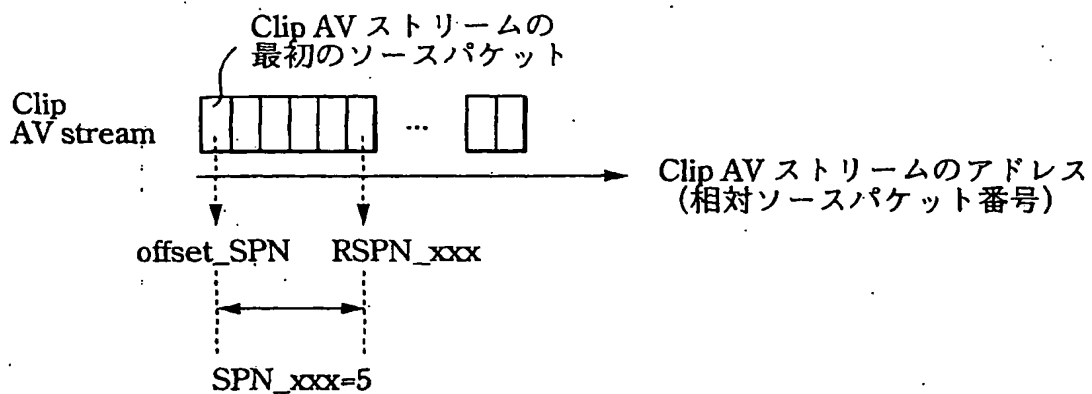 Clip AV ストリームの
最初のソースパケット
Clip
AV stream
...
Clip AV ストリームのアドレス
(相対ソースパケット番号)
offset_SPN RSPN_xxx
SPN_xxx=5